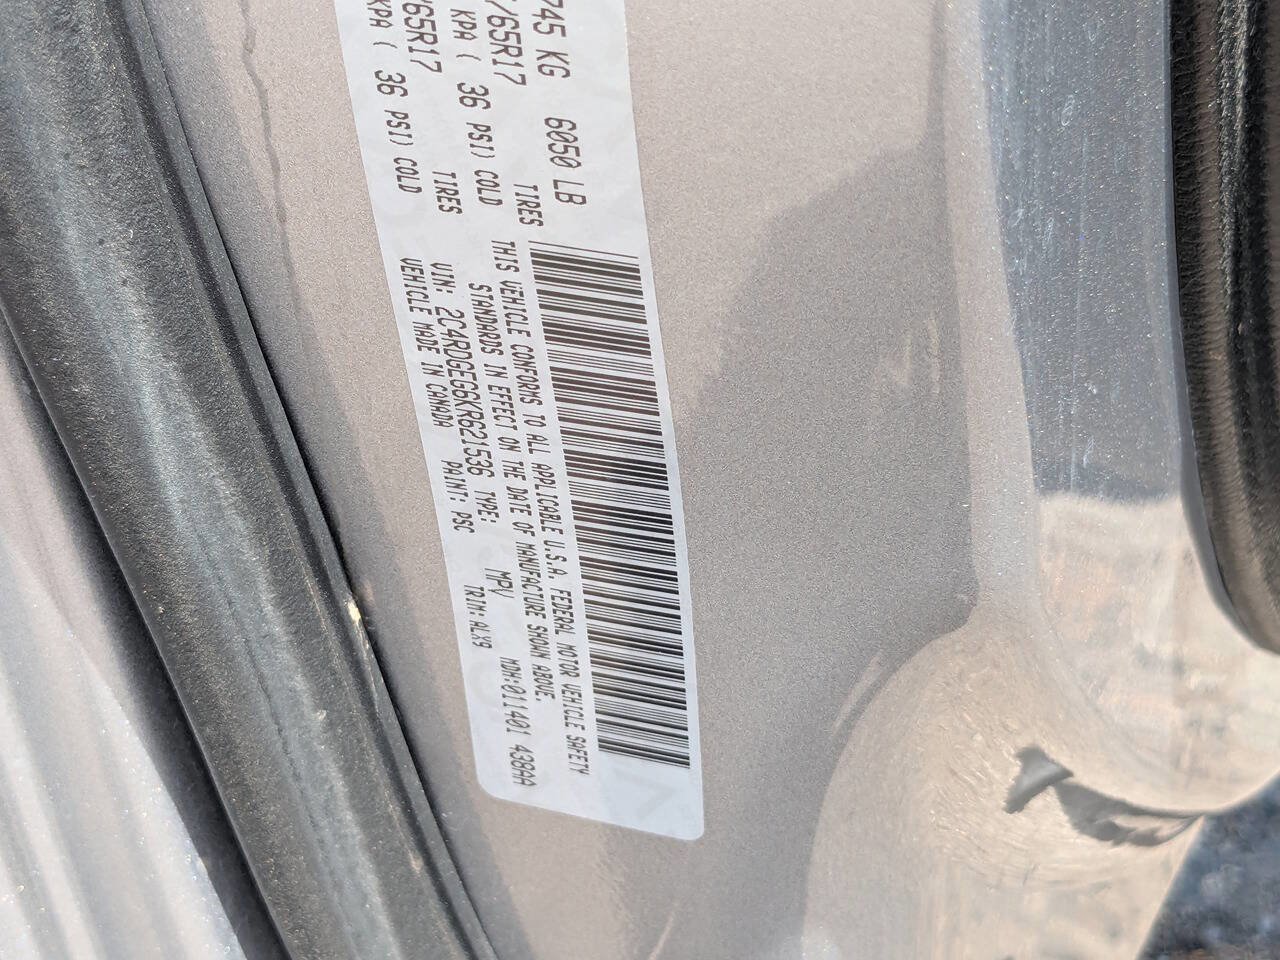 745 KG 6050 LB
/65R17 TIRES
KPA ( 36 PSI) COLD
/65R17 TIRES
KPA ( 36 PSI) COLD
THIS VEHICLE CONFORMS TO ALL APPLICABLE U.S.A. FEDERAL MOTOR VEHICLE SAFETY
STANDARDS IN EFFECT ON THE DATE OF MANUFACTURE SHOWN ABOVE.
VIN: 2C4RDGEG6KR621536 TYPE: MPV MDH:011401 438AA
VEHICLE MADE IN CANADA PAINT: PSC TRIM:ALX9